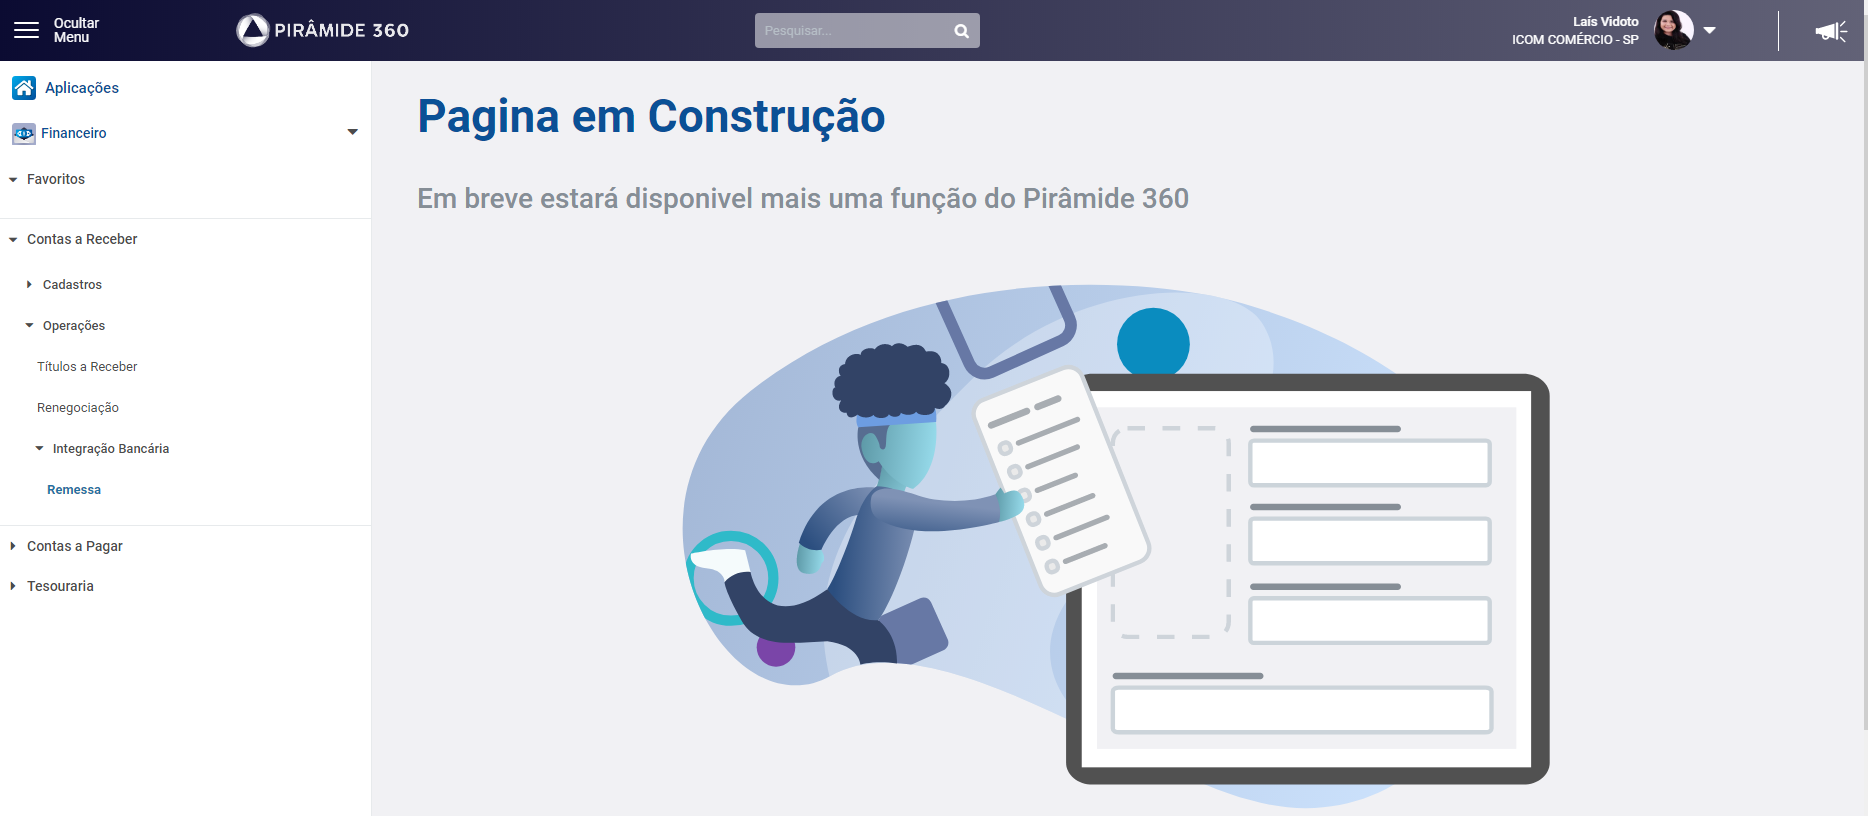 Ocultar
Menu
PIRÂMIDE 360
Pesquisar...
Laís Vidoto
ICOM COMÉRCIO - SP
Aplicações
Financeiro
Favoritos
Contas a Receber
Cadastros
Operações
Títulos a Receber
Renegociação
Integração Bancária
Remessa
Contas a Pagar
Tesouraria
Pagina em Construção
Em breve estará disponivel mais uma função do Pirâmide 360